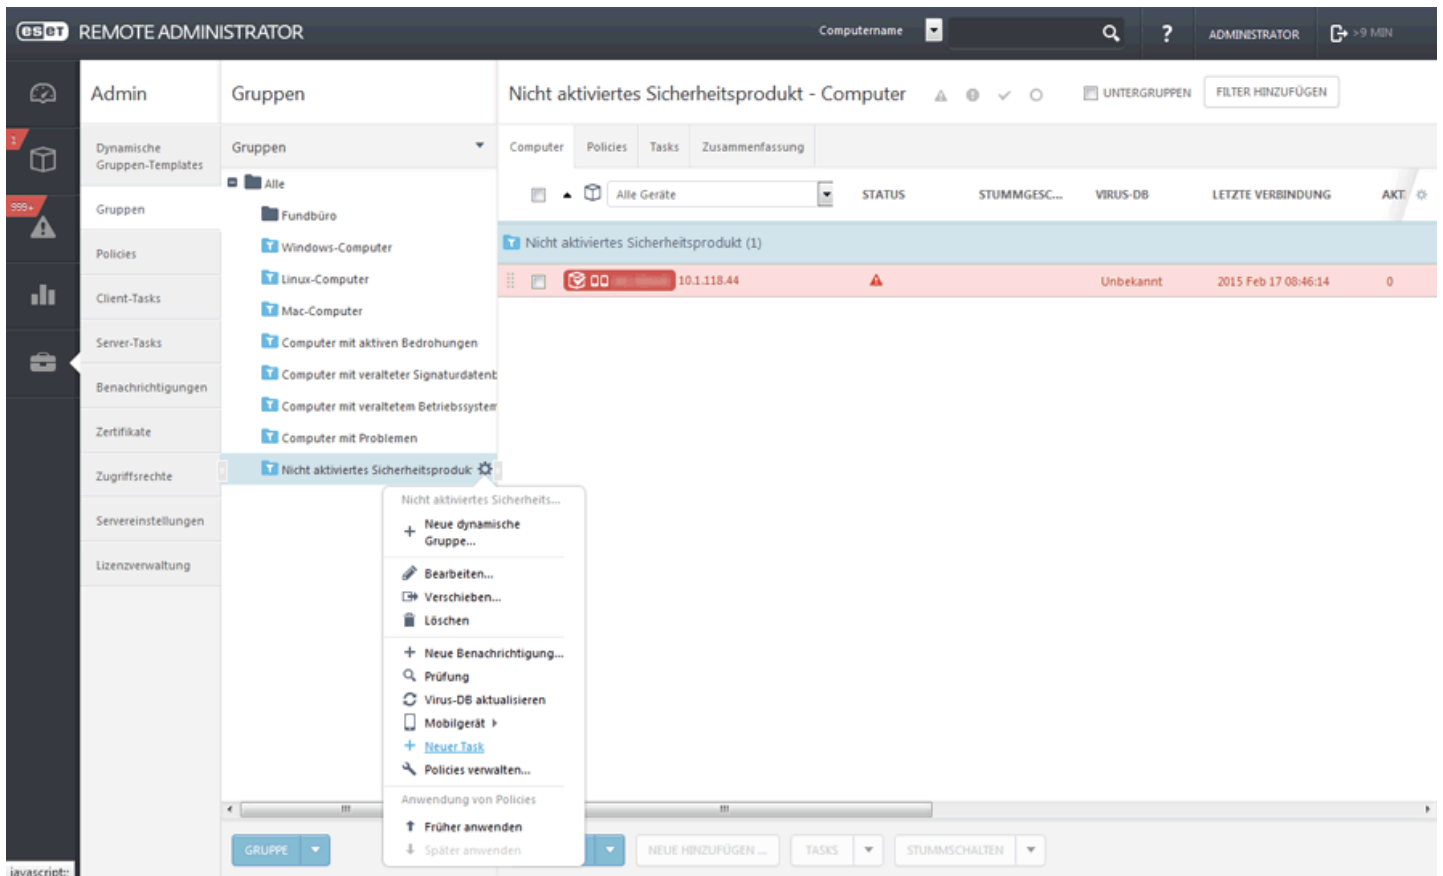 eset REMOTE ADMINISTRATOR
Computername
?
ADMINISTRATOR
>9 MIN
1
999+
Admin
Dynamische
Gruppen-Templates
Gruppen
Policies
Client-Tasks
Server-Tasks
Benachrichtigungen
Zertifikate
Zugriffsrechte
Servereinstellungen
Lizenzverwaltung
Gruppen
Gruppen
Alle
Fundbüro
Windows-Computer
Linux-Computer
Mac-Computer
Computer mit aktiven Bedrohungen
Computer mit veralteter Signaturdatenb
Computer mit veraltetem Betriebssystem
Computer mit Problemen
Nicht aktiviertes Sicherheitsproduk
Nicht aktiviertes Sicherheits...
Neue dynamische
Gruppe...
Bearbeiten...
Verschieben...
Löschen
Neue Benachrichtigung...
Prüfung
Virus-DB aktualisieren
Mobilgerät
Neuer Task
Policies verwalten...
Anwendung von Policies
Früher anwenden
Später anwenden
Nicht aktiviertes Sicherheitsprodukt - Computer
UNTERGRUPPEN
FILTER HINZUFÜGEN
Computer Policies Tasks Zusammenfassung
Alle Geräte STATUS STUMMGESC... VIRUS-DB LETZTE VERBINDUNG AKT.
Nicht aktiviertes Sicherheitsprodukt (1)
10.1.118.44 Unbekannt 2015 Feb 17 08:46:14 0
GRUPPE
NEUE HINZUFÜGEN ...
TASKS
STUMMSCHALTEN
javascript:;